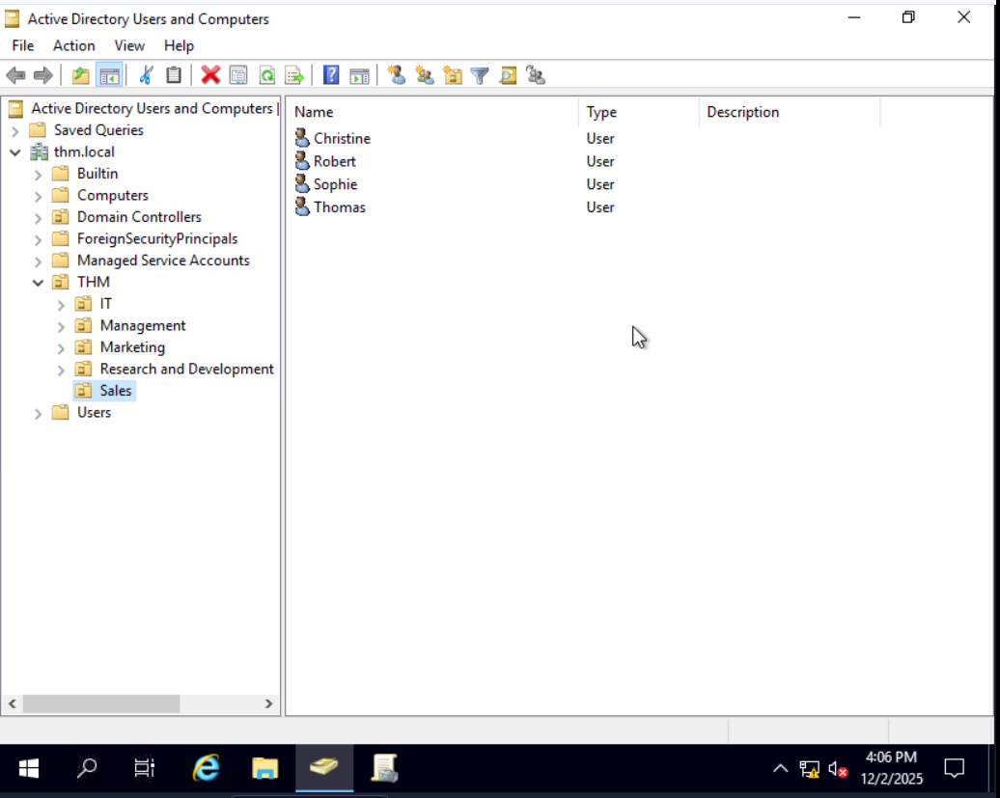 Active Directory Users and Computers
File Action View Help
Active Directory Users and Computers [
Saved Queries
thm.local
Builtin
Computers
Domain Controllers
ForeignSecurityPrincipals
Managed Service Accounts
THM
IT
Management
Marketing
Research and Development
Sales
Users
Name Type Description
Christine User
Robert User
Sophie User
Thomas User
4:06 PM
12/2/2025